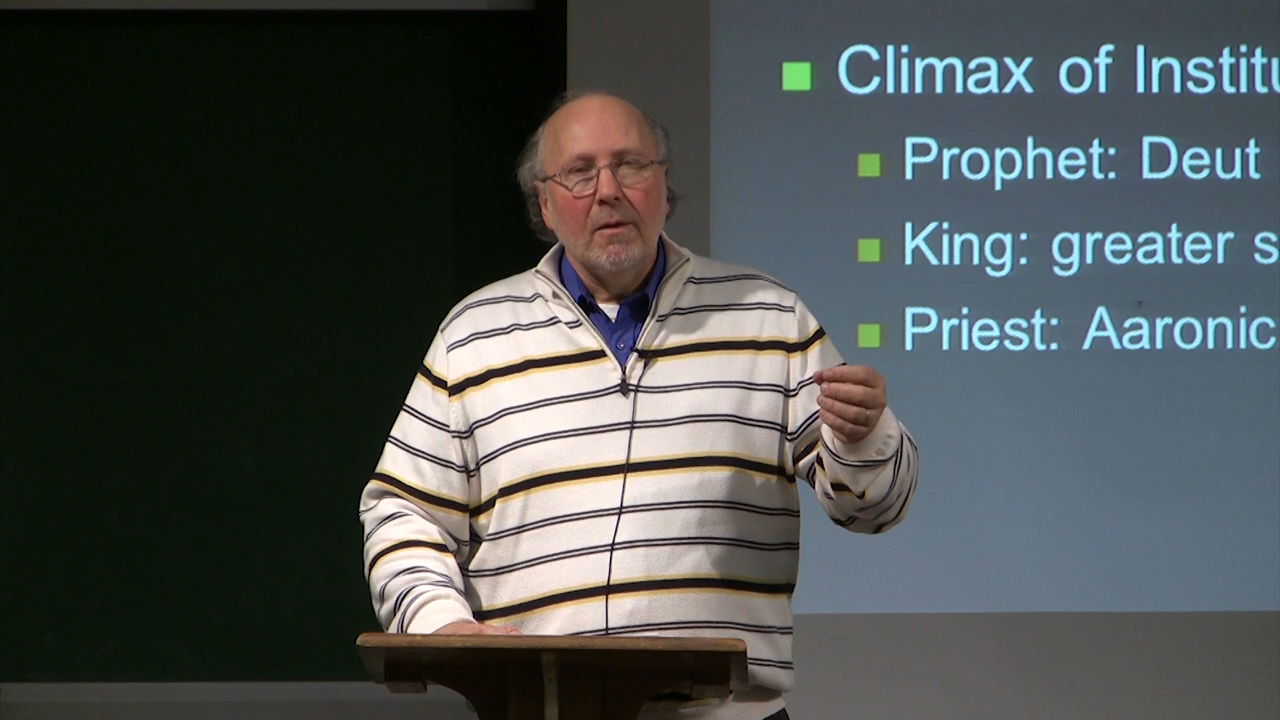 Climax of Institu
Prophet: Deut
King: greater s
Priest: Aaronic